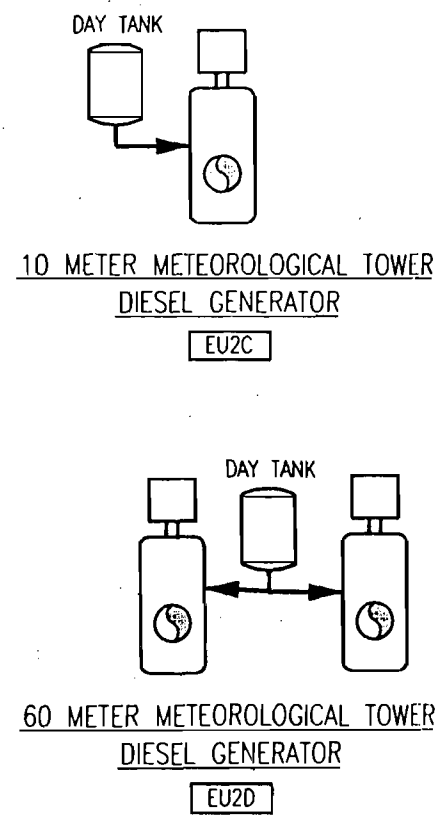 DAY TANK
10 METER METEOROLOGICAL TOWER
DIESEL GENERATOR
EU2C
DAY TANK
60 METER METEOROLOGICAL TOWER
DIESEL GENERATOR
EU2D